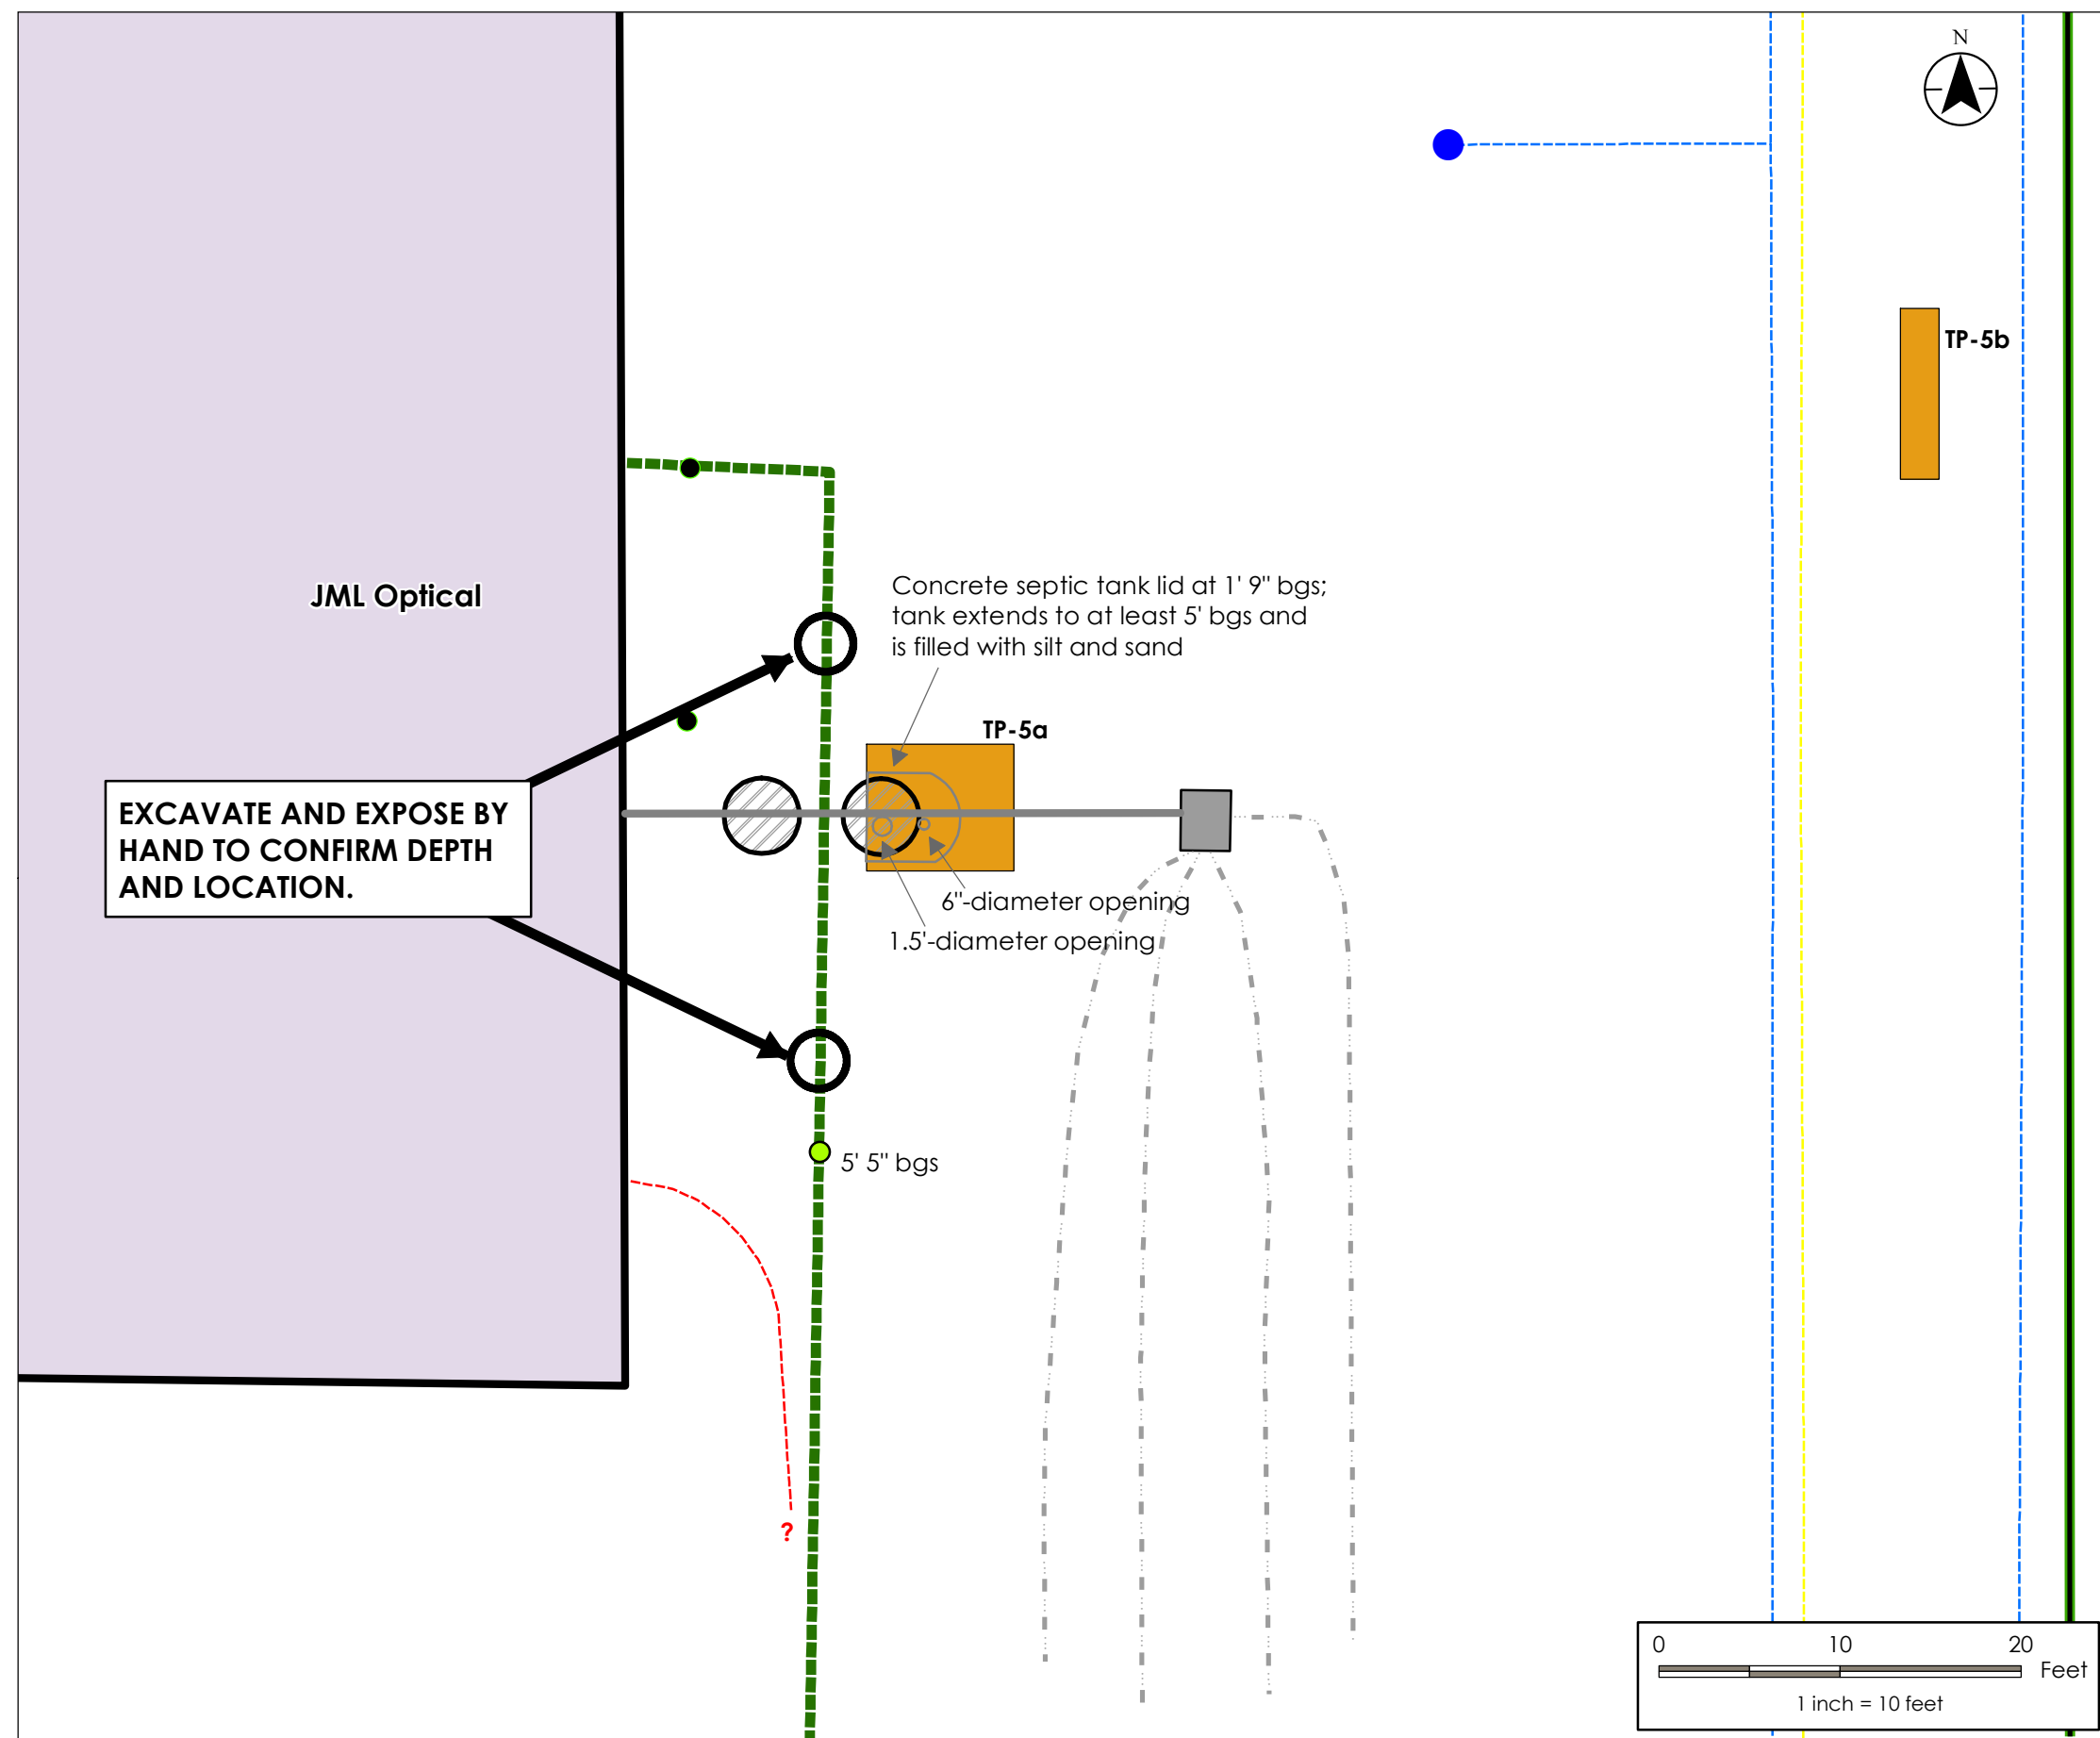 N
TP-5b
JML Optical
Concrete septic tank lid at 1' 9" bgs;
tank extends to at least 5' bgs and
is filled with silt and sand
TP-5a
EXCAVATE AND EXPOSE BY
HAND TO CONFIRM DEPTH
AND LOCATION.
6"-diameter opening
1.5'-diameter opening
5' 5" bgs
?
0 10 20
Feet
1 inch = 10 feet